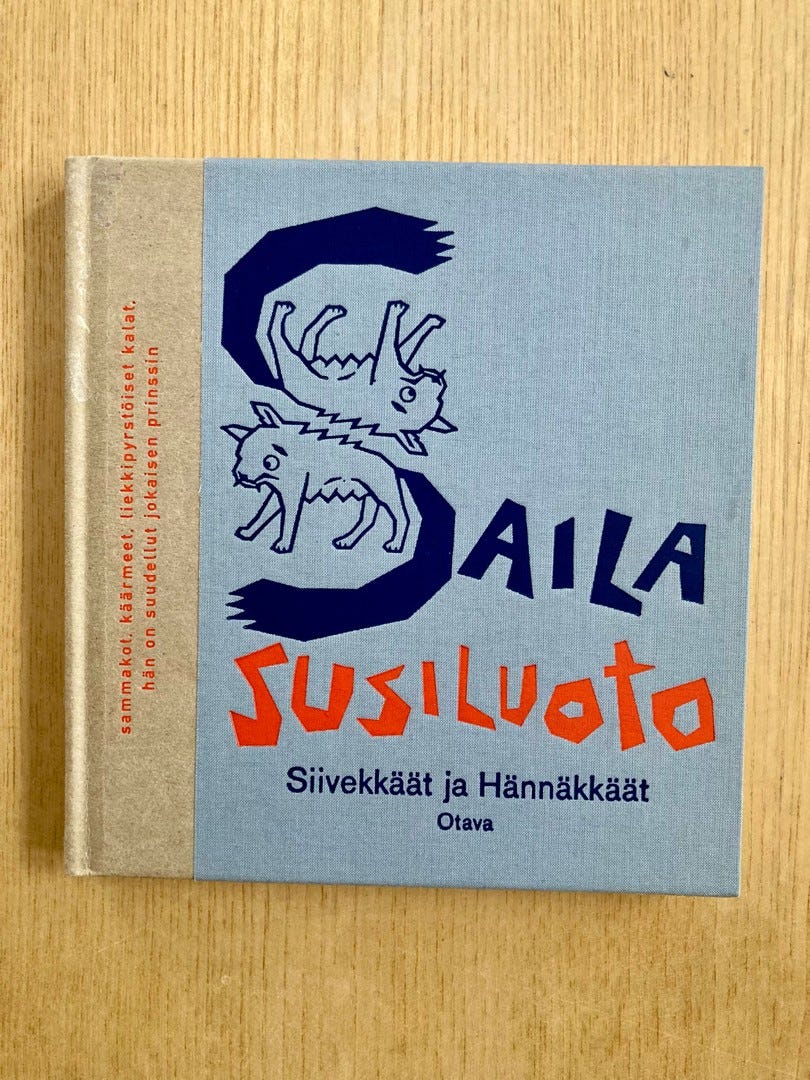 sammakot, käärmeet, liekkipyrstöiset kalat,
hän on suudellut jokaisen prinssin
SAILA
SUSILUOTO
Siivekkäät ja Hännäkkäät
Otava